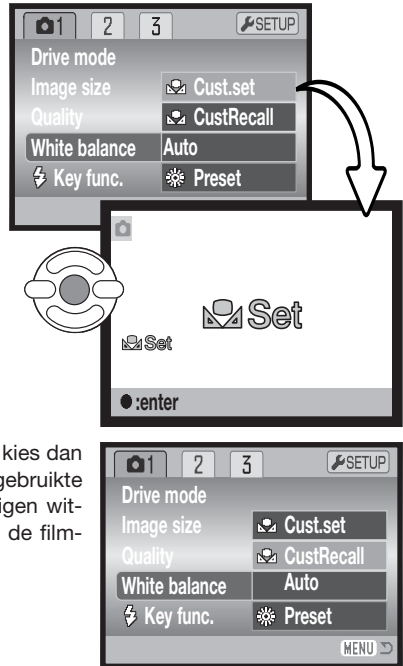 1 2 3 SETUP
Drive mode
Image size Cust.set
Quality CustRecall
White balance Auto
Key func. Preset
Set
Set
:enter
kies dan
gebruikte
igen wit-
de film-
1 2 3 SETUP
Drive mode
Image size Cust.set
Quality CustRecall
White balance Auto
Key func. Preset
MENU